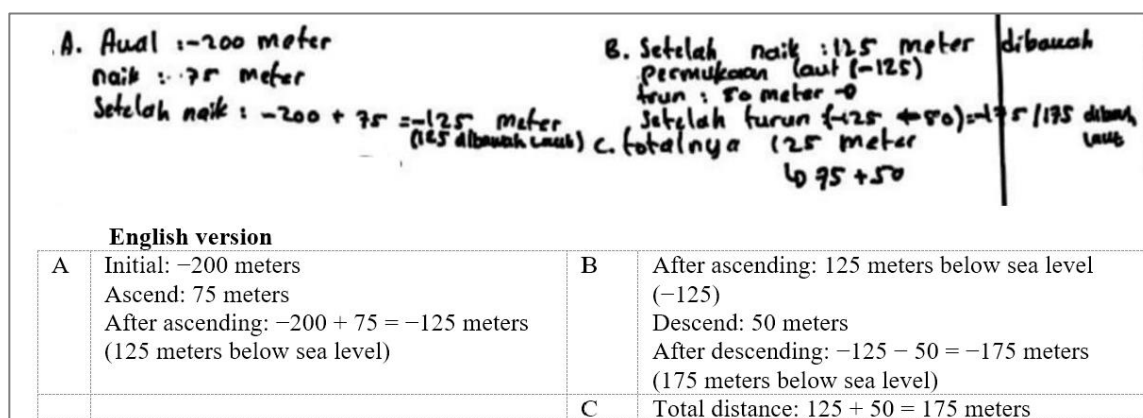 A. Awal : -200 meter
naik : 75 meter
Setelah naik : -200 + 75 = -125 meter
(125 dibawah laut)
B. Setelah naik : 125 meter dibawah
permukaan laut (-125)
trun : 50 meter
Setelah turun (-125 - 50) = -175 / 175 dibawah
laut
C. totalnya 125 meter
↳ 75 + 50
English version
A
Initial: −200 meters
Ascend: 75 meters
After ascending: −200 + 75 = −125 meters
(125 meters below sea level)
B
After ascending: 125 meters below sea level
(−125)
Descend: 50 meters
After descending: −125 − 50 = −175 meters
(175 meters below sea level)
C
Total distance: 125 + 50 = 175 meters